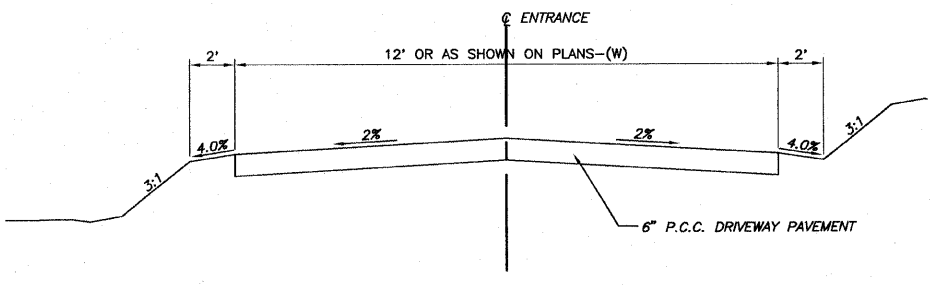 ℄ ENTRANCE
2' 12' OR AS SHOWN ON PLANS-(W) 2'
4.0% 2% 2% 4.0%
3:1 3:1
6" P.C.C. DRIVEWAY PAVEMENT